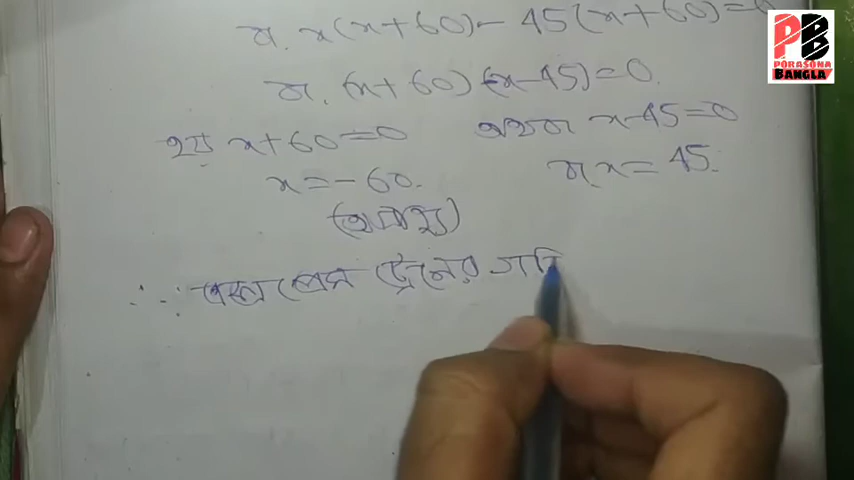 বা, x(x+60) - 45(x+60)=0
বা, (x+60)(x-45)=0.
হয় x+60=0 অথবা x-45=0
x=-60. বা, x=45.
∴ এক্সপ্রেস ট্রেনের গতি
PB
PORASONA
BANGLA